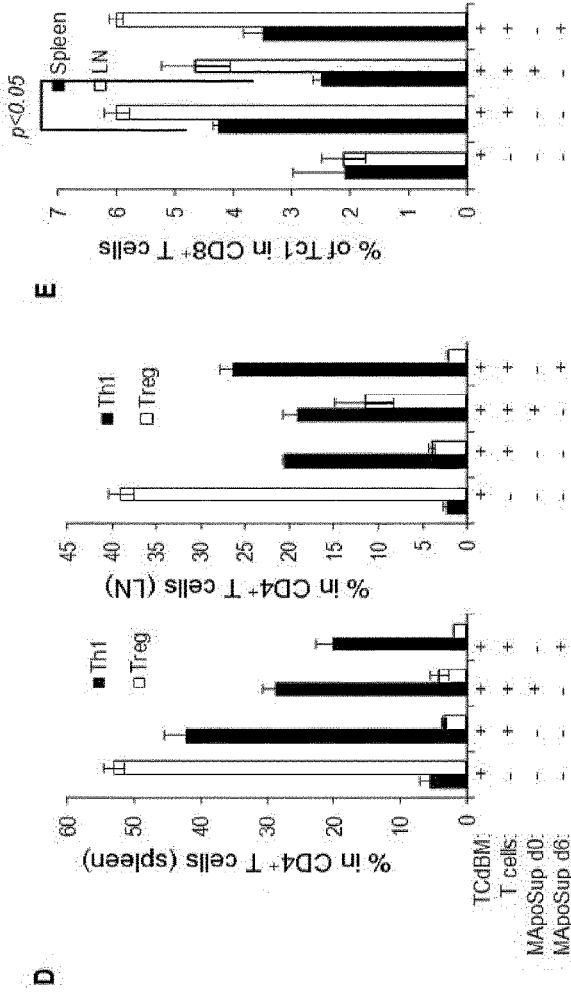 D
% in CD4+ T cells (spleen)
60
50
40
30
20
10
0
Th1
Treg
TCdBM: + + + +
T cells: - + + +
MApoSup d0: - - + -
MApoSup d6: - - - +
% in CD4+ T cells (LN)
45
40
35
30
25
20
15
10
5
0
Th1
Treg
+ + + +
- + + +
- - + -
- - - +
E
% of Tc1 in CD8+ T cells
7
6
5
4
3
2
1
0
p<0.05
Spleen
LN
+ + + +
- + + +
- - + -
- - - +